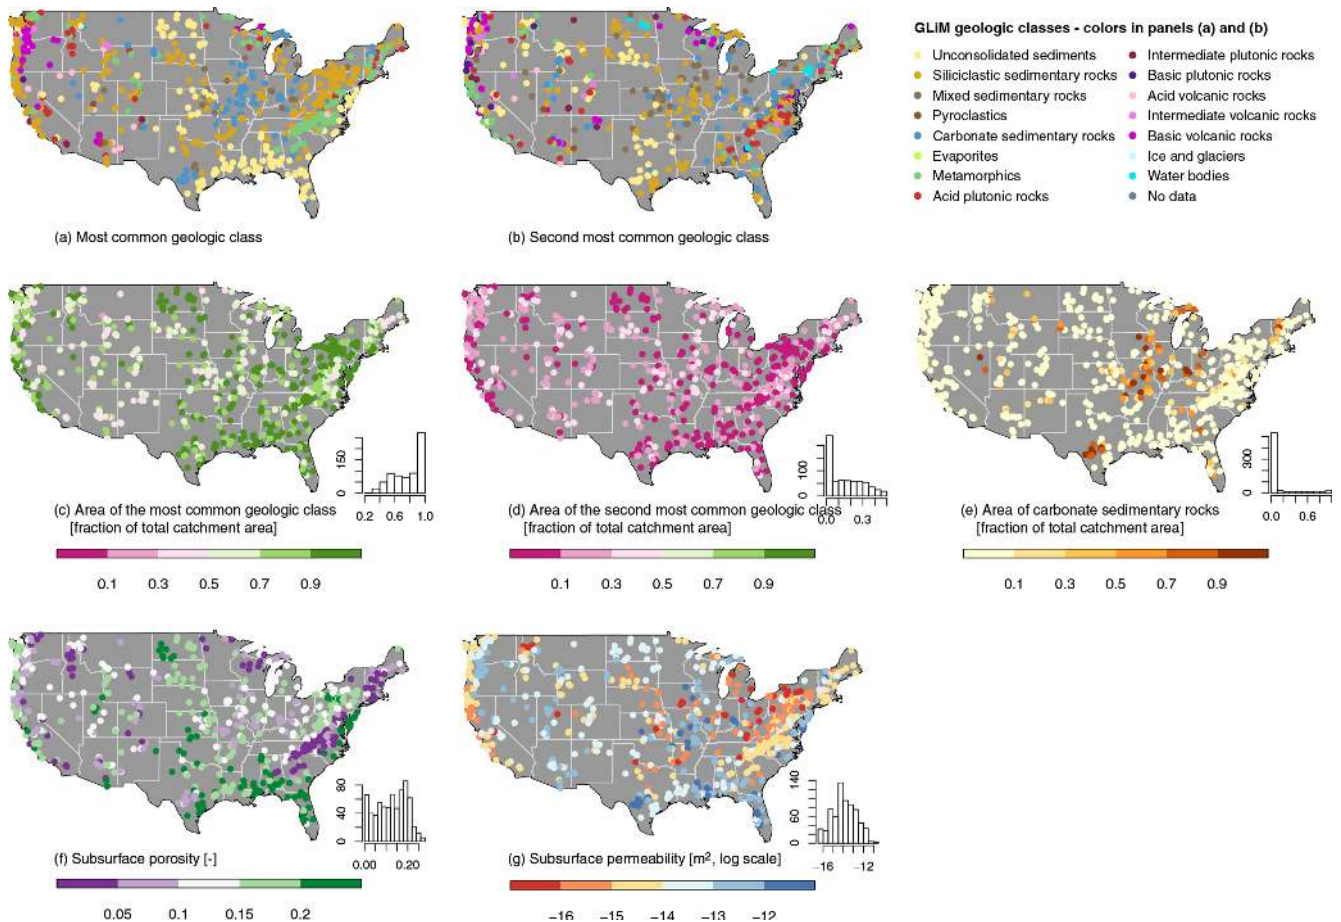 GLiM geologic classes - colors in panels (a) and (b)
Unconsolidated sediments
Siliciclastic sedimentary rocks
Mixed sedimentary rocks
Pyroclastics
Carbonate sedimentary rocks
Evaporites
Metamorphics
Acid plutonic rocks
Intermediate plutonic rocks
Basic plutonic rocks
Acid volcanic rocks
Intermediate volcanic rocks
Basic volcanic rocks
Ice and glaciers
Water bodies
No data
(a) Most common geologic class
(b) Second most common geologic class
0 150
0.2 0.6 1.0
(c) Area of the most common geologic class
[fraction of total catchment area]
0.1 0.3 0.5 0.7 0.9
0 100
0.0 0.3
(d) Area of the second most common geologic class
[fraction of total catchment area]
0.1 0.3 0.5 0.7 0.9
0 300
0.0 0.6
(e) Area of carbonate sedimentary rocks
[fraction of total catchment area]
0.1 0.3 0.5 0.7 0.9
0 40 80
0.00 0.20
(f) Subsurface porosity [-]
0.05 0.1 0.15 0.2
0 60 140
−16 −12
(g) Subsurface permeability [m², log scale]
−16 −15 −14 −13 −12